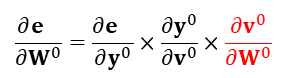 ∂e/∂W⁰ = ∂e/∂y⁰ × ∂y⁰/∂v⁰ × ∂v⁰/∂W⁰